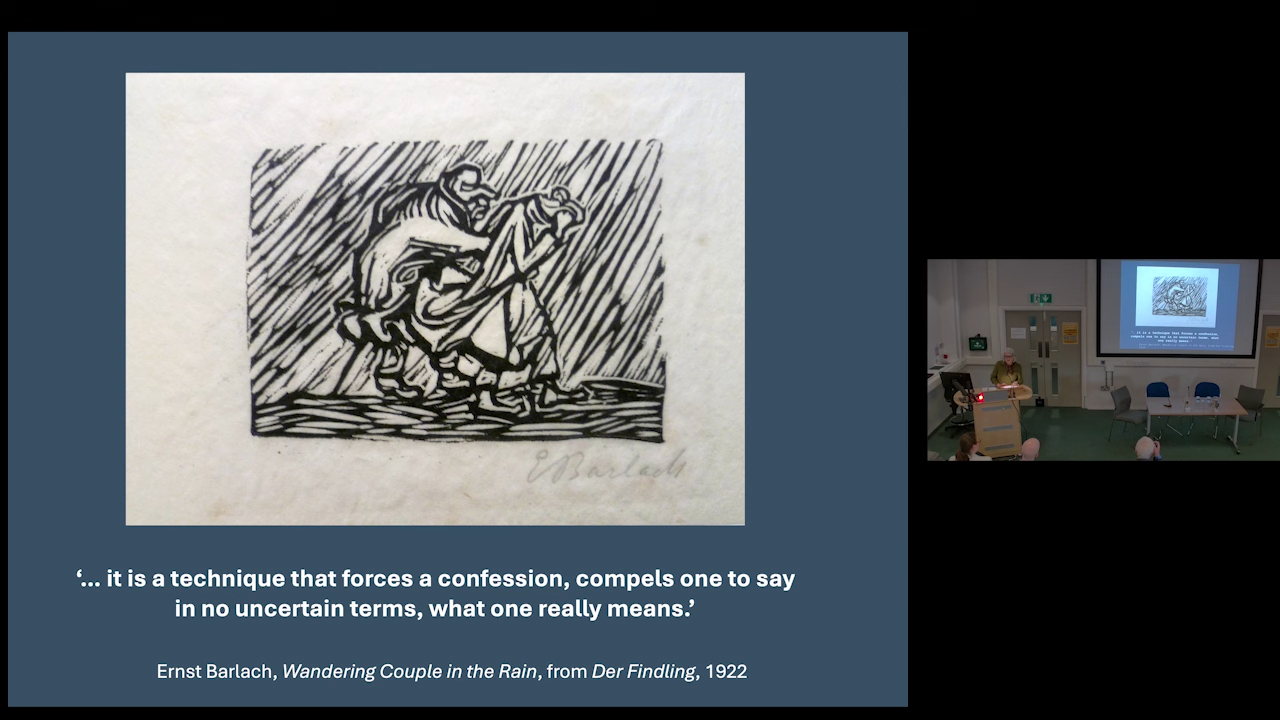 E Barlach
‘... it is a technique that forces a confession, compels one to say
in no uncertain terms, what one really means.’
Ernst Barlach, Wandering Couple in the Rain, from Der Findling, 1922